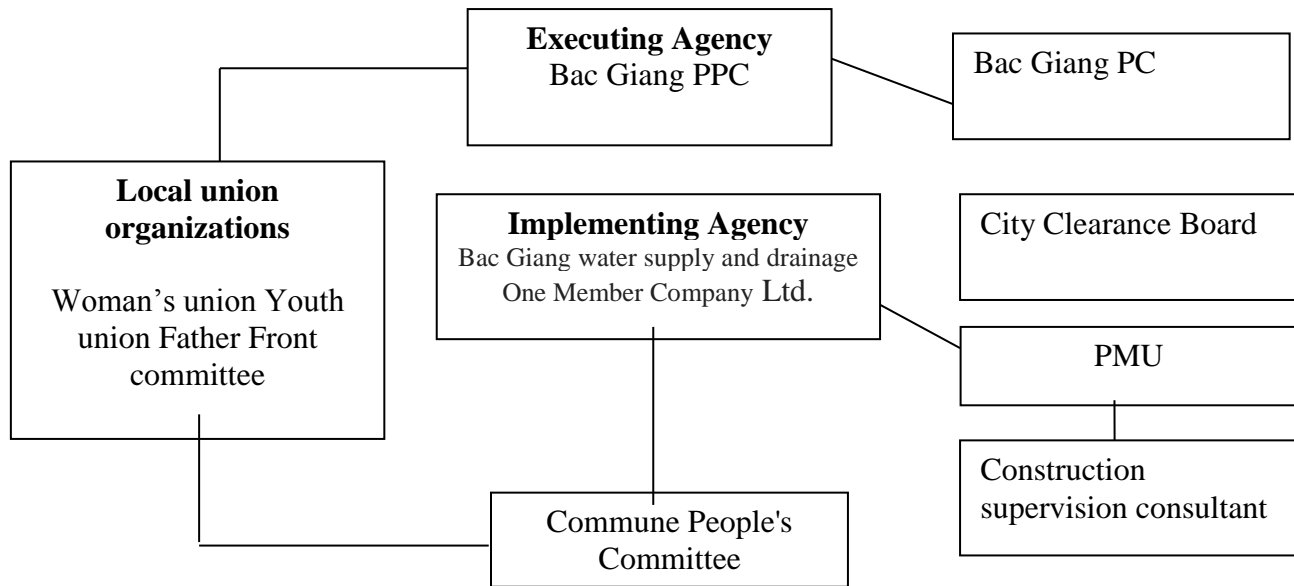 Executing Agency
Bac Giang PPC
Bac Giang PC
Local union
organizations
Woman’s union Youth
union Father Front
committee
Implementing Agency
Bac Giang water supply and drainage
One Member Company Ltd.
City Clearance Board
PMU
Construction
supervision consultant
Commune People's
Committee